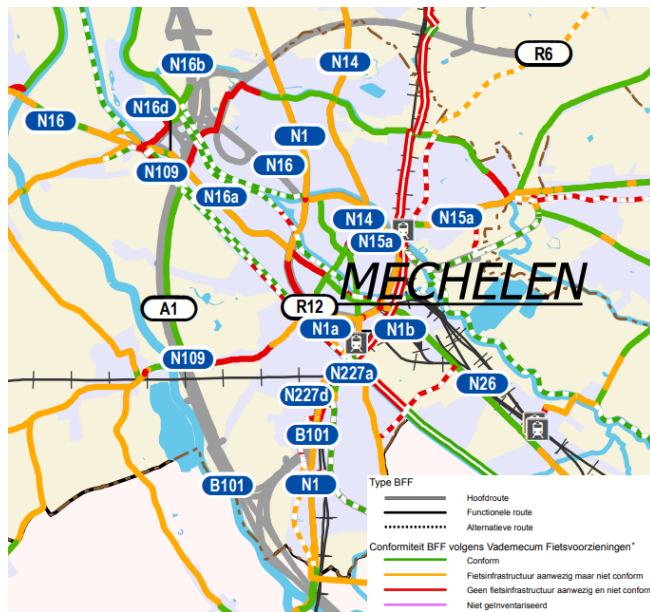 R6
N16b
N14
N16d
N16
N1
N16
N109
N16a
N14
N15a
N15a
MECHELEN
A1
R12
N1a
N1b
N109
N227a
N26
N227d
B101
B101
N1
Type BFF
Hoofdroute
Functionele route
Alternatieve route
Conformiteit BFF volgens Vademecum Fietsvoorzieningen*
Conform
Fietsinfrastructuur aanwezig maar niet conform
Geen fietsinfrastructuur aanwezig en niet conform
Niet geïnventariseerd